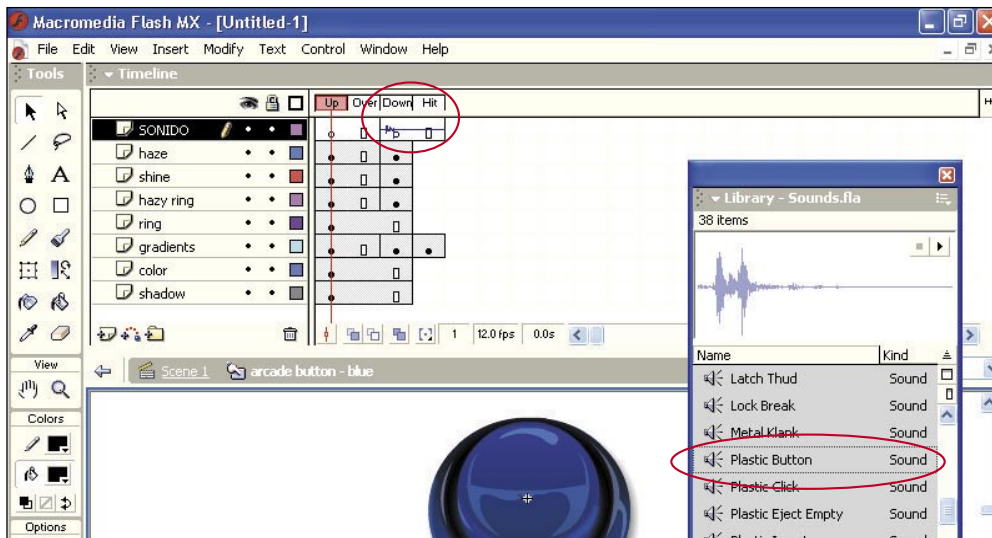 Macromedia Flash MX - [Untitled-1]
File Edit View Insert Modify Text Control Window Help
Tools
Timeline
Up Over Down Hit
SONIDO
haze
shine
hazy ring
ring
gradients
color
shadow
1 12.0 fps 0.0s
View
Scene 1 arcade button - blue
Colors
Options
Library - Sounds.fla
38 items
Name Kind
Latch Thud Sound
Lock Break Sound
Metal Klank Sound
Plastic Button Sound
Plastic Click Sound
Plastic Eject Empty Sound